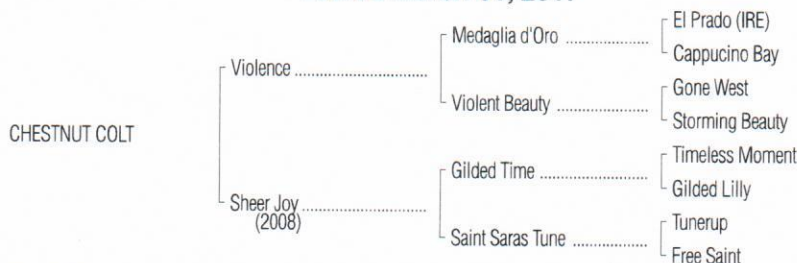 El Prado (IRE)
Medaglia d'Oro
Cappucino Bay
Violence
Gone West
Violent Beauty
Storming Beauty
CHESTNUT COLT
Timeless Moment
Gilded Time
Gilded Lilly
Sheer Joy
(2008)
Tunerup
Saint Saras Tune
Free Saint